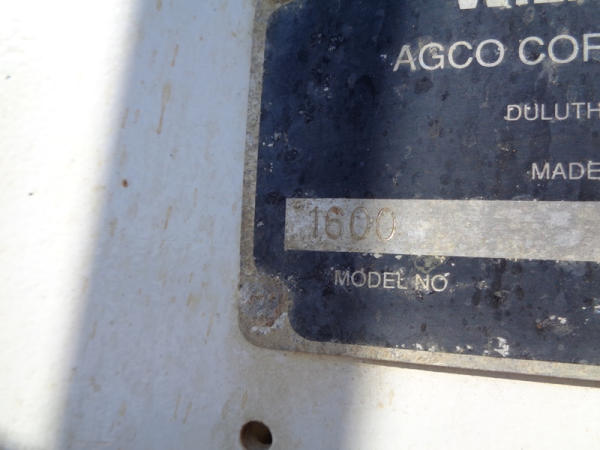 AGCO COR
DULUTH
MADE
1600
MODEL NO